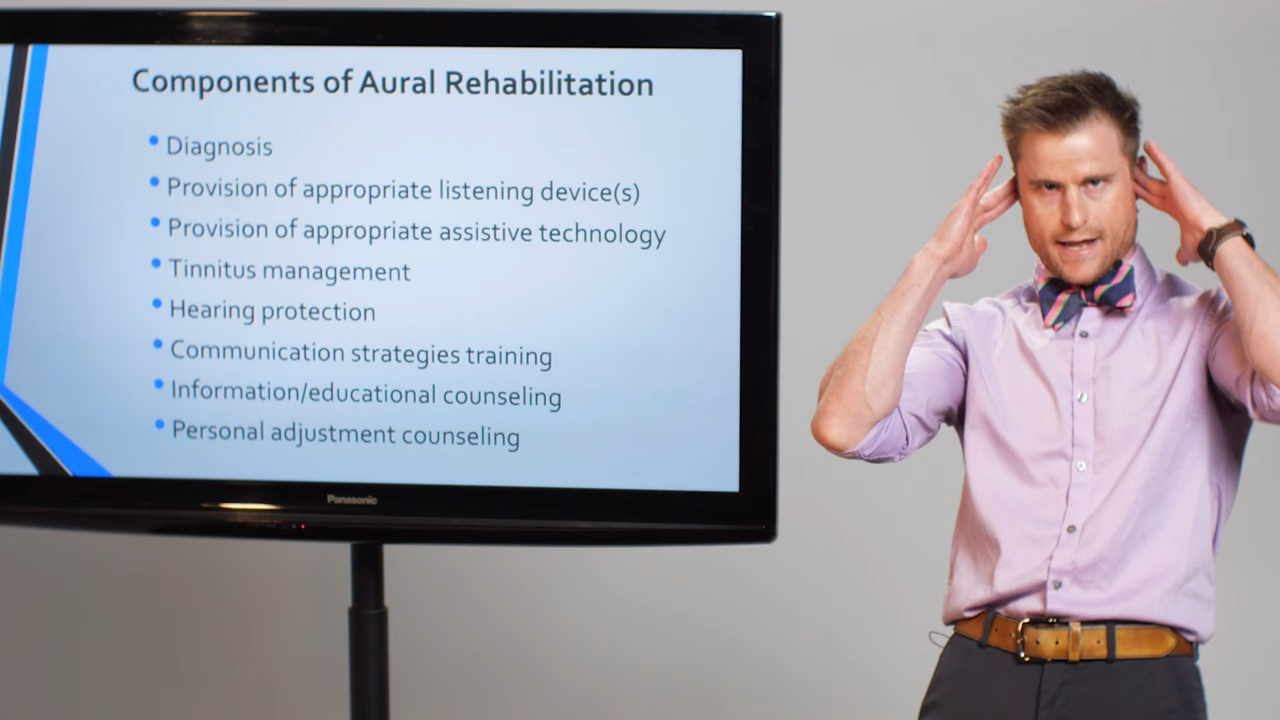 Components of Aural Rehabilitation
Diagnosis
Provision of appropriate listening device(s)
Provision of appropriate assistive technology
Tinnitus management
Hearing protection
Communication strategies training
Information/educational counseling
Personal adjustment counseling
Panasonic